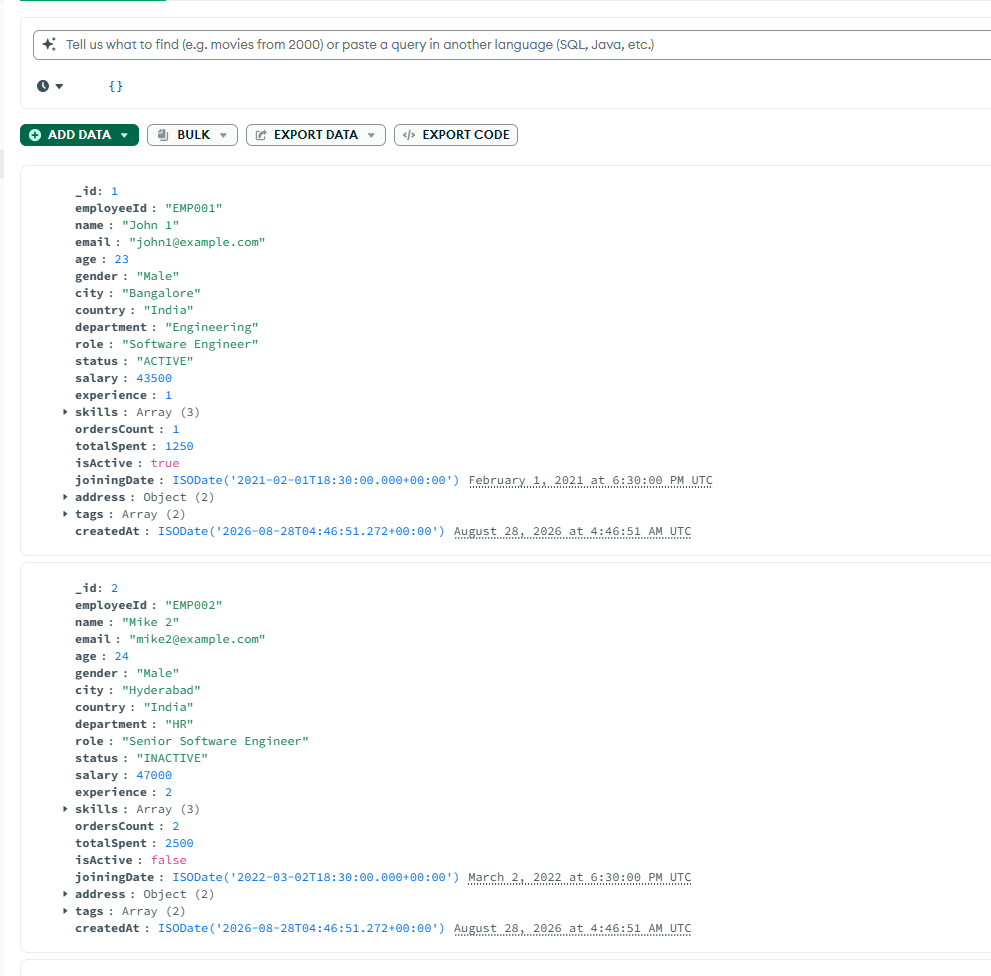 Tell us what to find (e.g. movies from 2000) or paste a query in another language (SQL, Java, etc.)
{}
ADD DATA BULK EXPORT DATA </> EXPORT CODE
_id: 1
employeeId : "EMP001"
name : "John 1"
email : "john1@example.com"
age : 23
gender : "Male"
city : "Bangalore"
country : "India"
department : "Engineering"
role : "Software Engineer"
status : "ACTIVE"
salary : 43500
experience : 1
skills : Array (3)
ordersCount : 1
totalSpent : 1250
isActive : true
joiningDate : ISODate('2021-02-01T18:30:00.000+00:00') February 1, 2021 at 6:30:00 PM UTC
address : Object (2)
tags : Array (2)
createdAt : ISODate('2026-08-28T04:46:51.272+00:00') August 28, 2026 at 4:46:51 AM UTC
_id: 2
employeeId : "EMP002"
name : "Mike 2"
email : "mike2@example.com"
age : 24
gender : "Male"
city : "Hyderabad"
country : "India"
department : "HR"
role : "Senior Software Engineer"
status : "INACTIVE"
salary : 47000
experience : 2
skills : Array (3)
ordersCount : 2
totalSpent : 2500
isActive : false
joiningDate : ISODate('2022-03-02T18:30:00.000+00:00') March 2, 2022 at 6:30:00 PM UTC
address : Object (2)
tags : Array (2)
createdAt : ISODate('2026-08-28T04:46:51.272+00:00') August 28, 2026 at 4:46:51 AM UTC